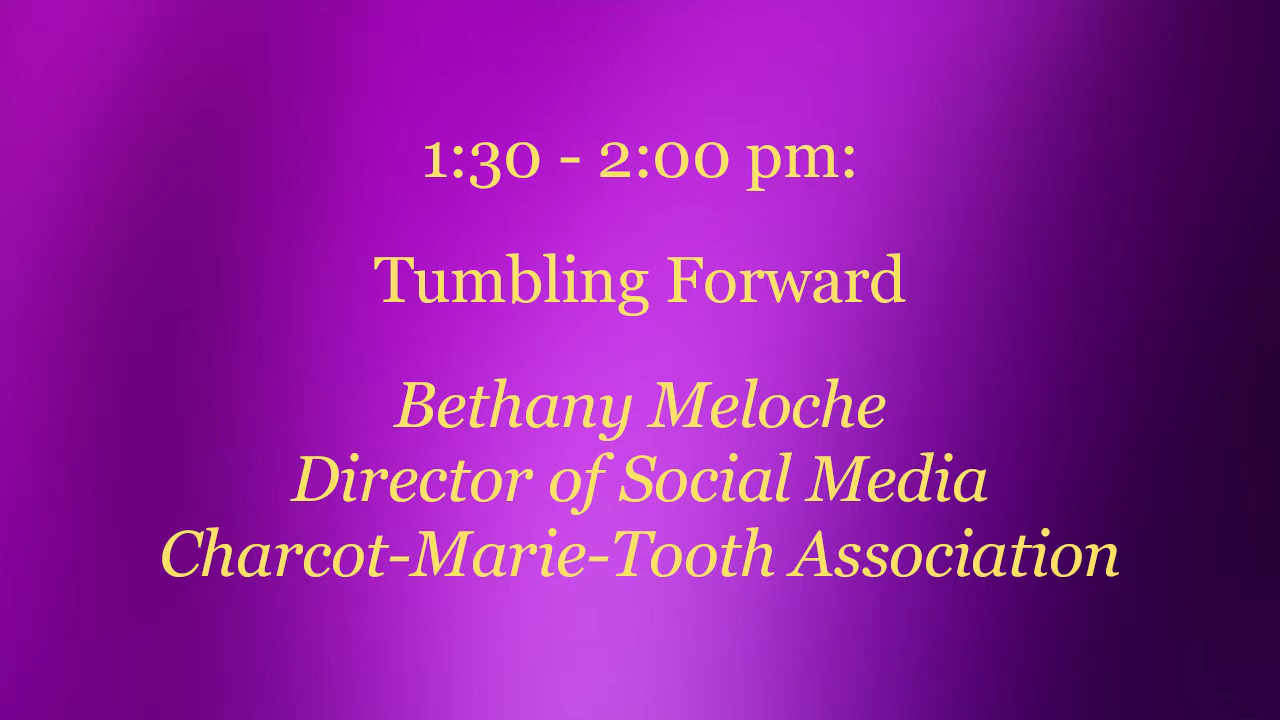 1:30 - 2:00 pm:
Tumbling Forward
Bethany Meloche
Director of Social Media
Charcot-Marie-Tooth Association